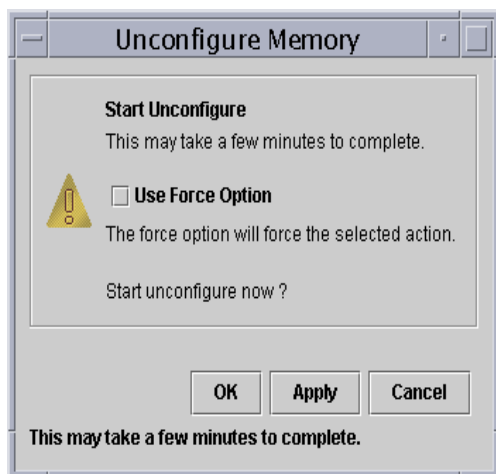 Unconfigure Memory
Start Unconfigure
This may take a few minutes to complete.
Use Force Option
The force option will force the selected action.
Start unconfigure now ?
OK Apply Cancel
This may take a few minutes to complete.